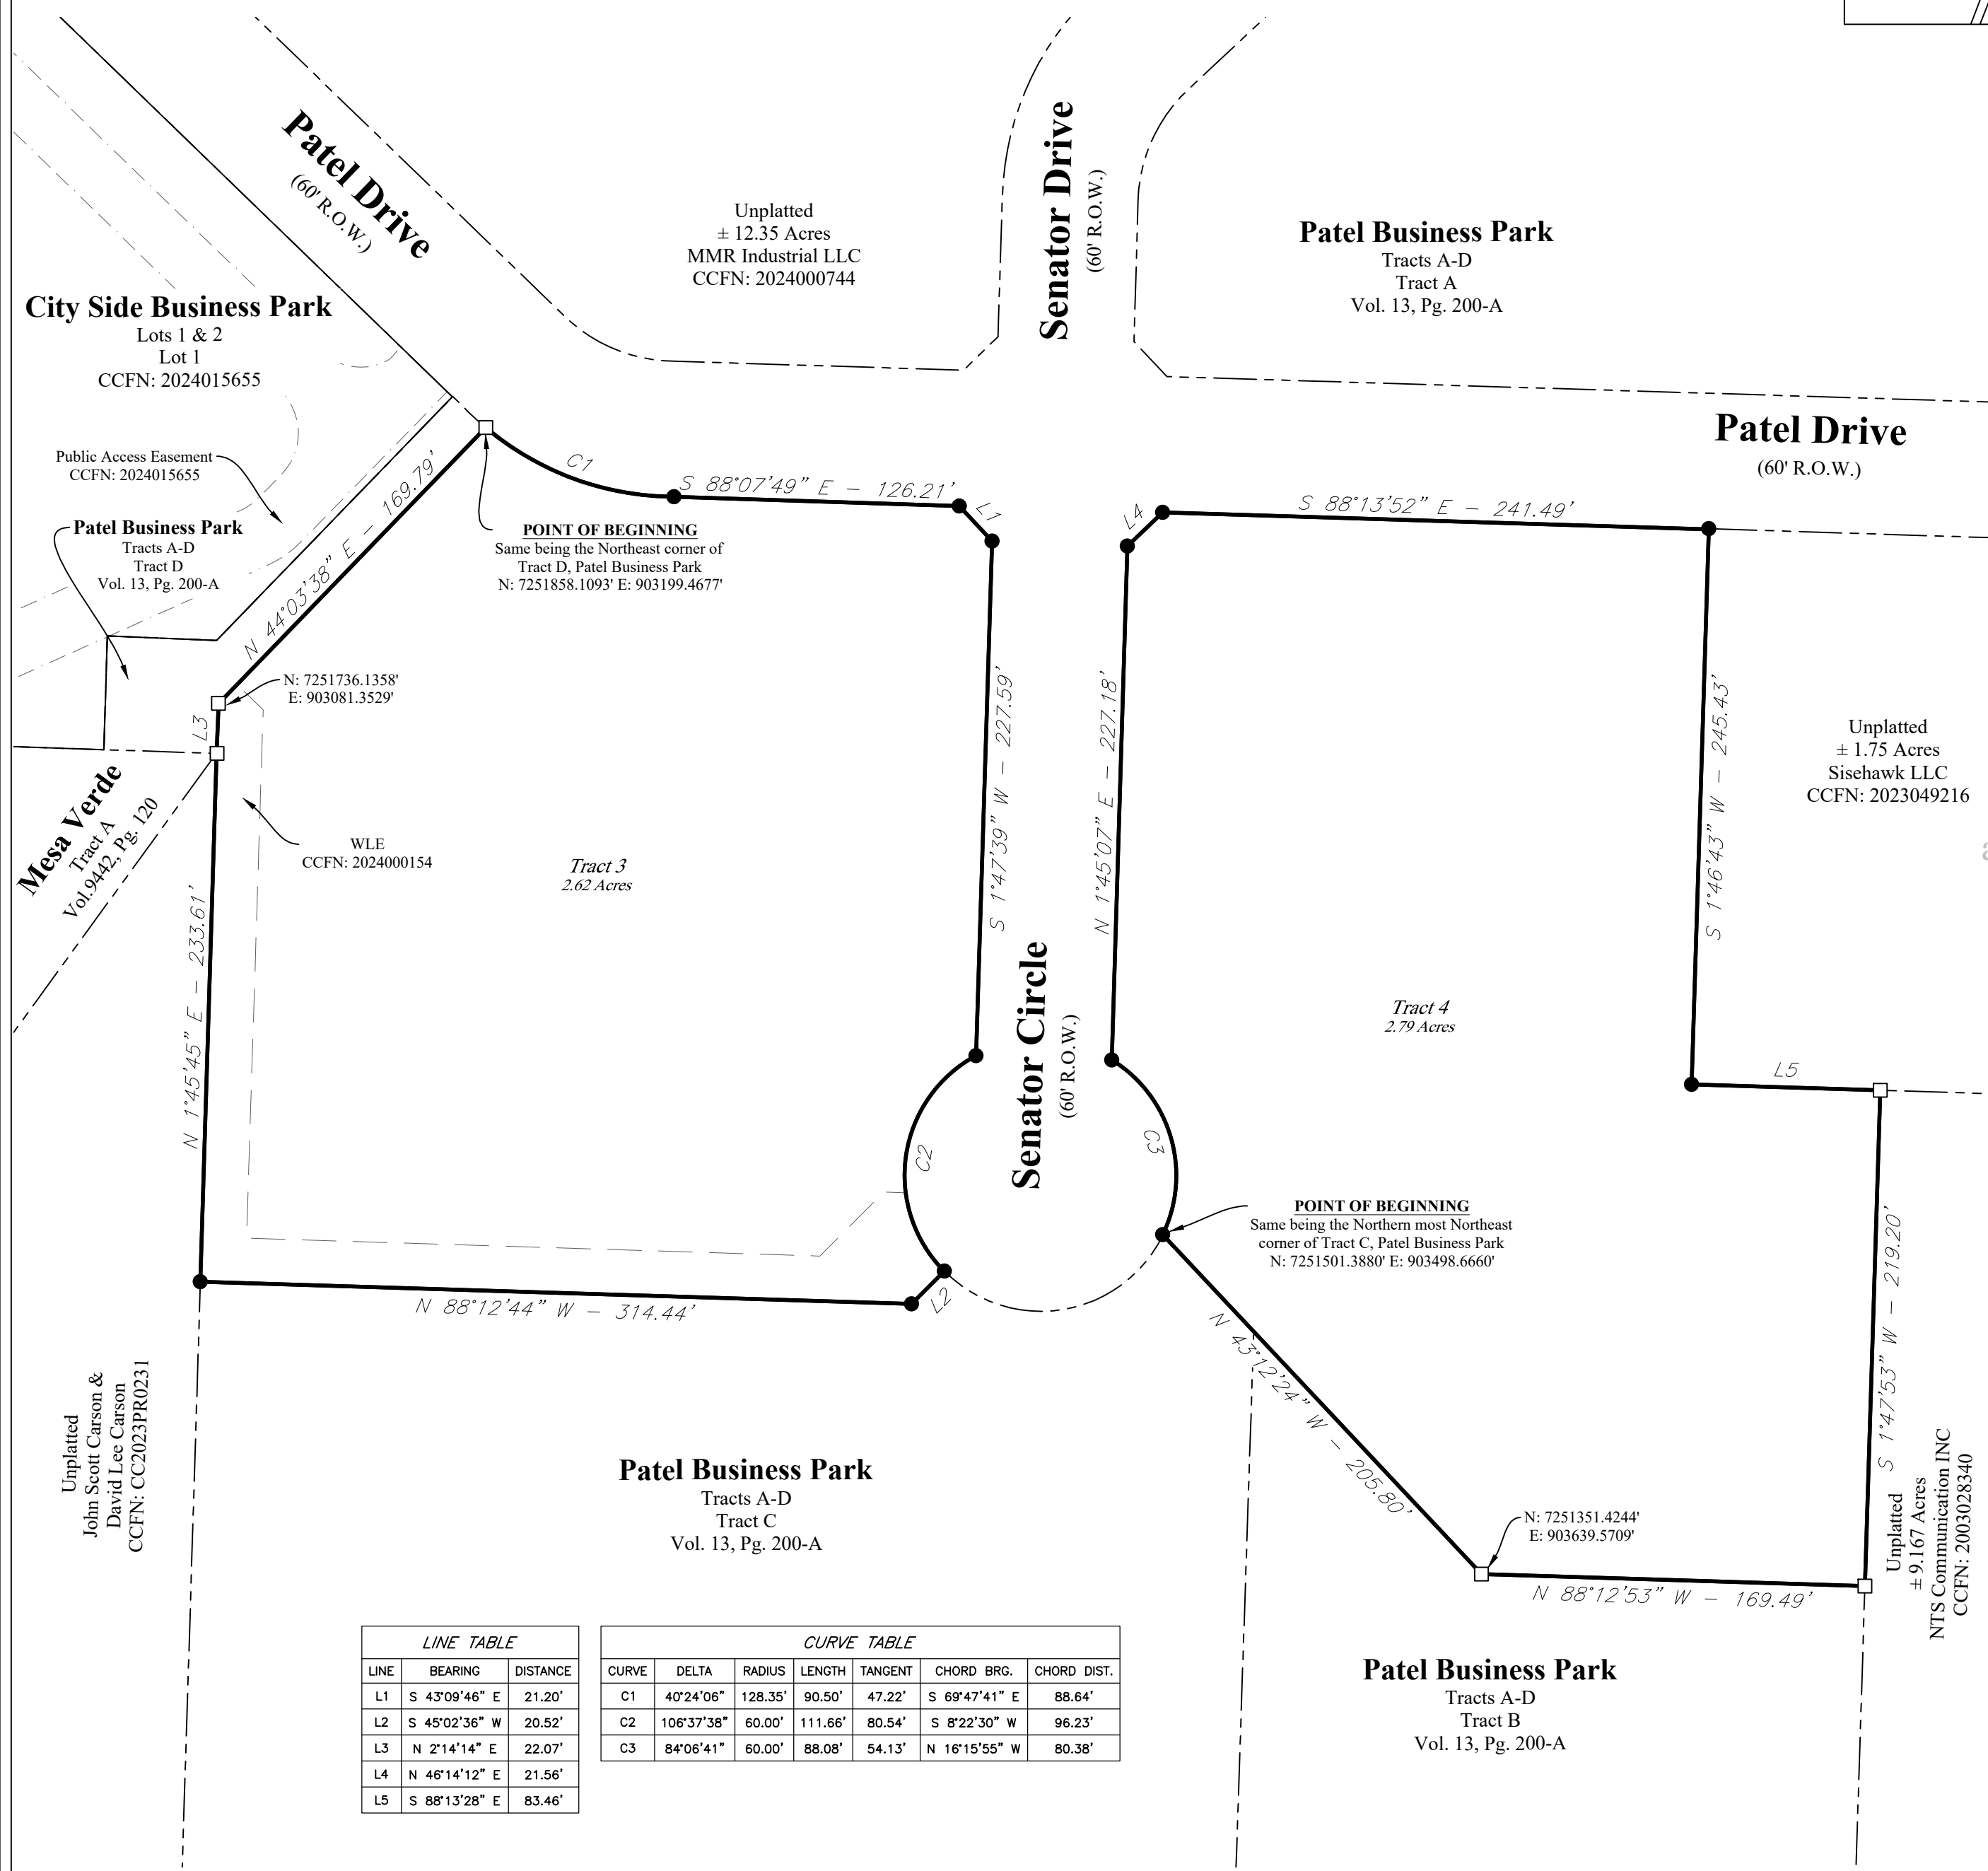 Patel Drive
(60' R.O.W.)
Unplatted
± 12.35 Acres
MMR Industrial LLC
CCFN: 2024000744
Senator Drive
(60' R.O.W.)
Patel Business Park
Tracts A-D
Tract A
Vol. 13, Pg. 200-A
City Side Business Park
Lots 1 & 2
Lot 1
CCFN: 2024015655
Patel Drive
(60' R.O.W.)
Public Access Easement
CCFN: 2024015655
Patel Business Park
Tracts A-D
Tract D
Vol. 13, Pg. 200-A
N 44°03'38" E - 169.79'
C1
S 88°07'49" E - 126.21'
L1
L4
S 88°13'52" E - 241.49'
POINT OF BEGINNING
Same being the Northeast corner of
Tract D, Patel Business Park
N: 7251858.1093' E: 903199.4677'
N: 7251736.1358'
E: 903081.3529'
L3
Mesa Verde
Tract A
Vol.9442, Pg. 120
WLE
CCFN: 2024000154
Tract 3
2.62 Acres
S 1°47'39" W - 227.59'
N 1°45'07" E - 227.18'
S 1°46'43" W - 245.43'
Unplatted
± 1.75 Acres
Sisehawk LLC
CCFN: 2023049216
N 1°45'45" E - 233.61'
Senator Circle
(60' R.O.W.)
Tract 4
2.79 Acres
L5
C2
C3
POINT OF BEGINNING
Same being the Northern most Northeast
corner of Tract C, Patel Business Park
N: 7251501.3880' E: 903498.6660'
N 88°12'44" W - 314.44'
L2
N 43°12'24" W - 205.80'
S 1°47'53" W - 219.20'
Unplatted
John Scott Carson &
David Lee Carson
CCFN: CC2023PR0231
Patel Business Park
Tracts A-D
Tract C
Vol. 13, Pg. 200-A
N: 7251351.4244'
E: 903639.5709'
N 88°12'53" W - 169.49'
Unplatted
± 9.167 Acres
NTS Communication INC
CCFN: 2003028340
Patel Business Park
Tracts A-D
Tract B
Vol. 13, Pg. 200-A
LINE TABLE
LINE BEARING DISTANCE
L1 S 43°09'46" E 21.20'
L2 S 45°02'36" W 20.52'
L3 N 2°14'14" E 22.07'
L4 N 46°14'12" E 21.56'
L5 S 88°13'28" E 83.46'
CURVE TABLE
CURVE DELTA RADIUS LENGTH TANGENT CHORD BRG. CHORD DIST.
C1 40°24'06" 128.35' 90.50' 47.22' S 69°47'41" E 88.64'
C2 106°37'38" 60.00' 111.66' 80.54' S 8°22'30" W 96.23'
C3 84°06'41" 60.00' 88.08' 54.13' N 16°15'55" W 80.38'